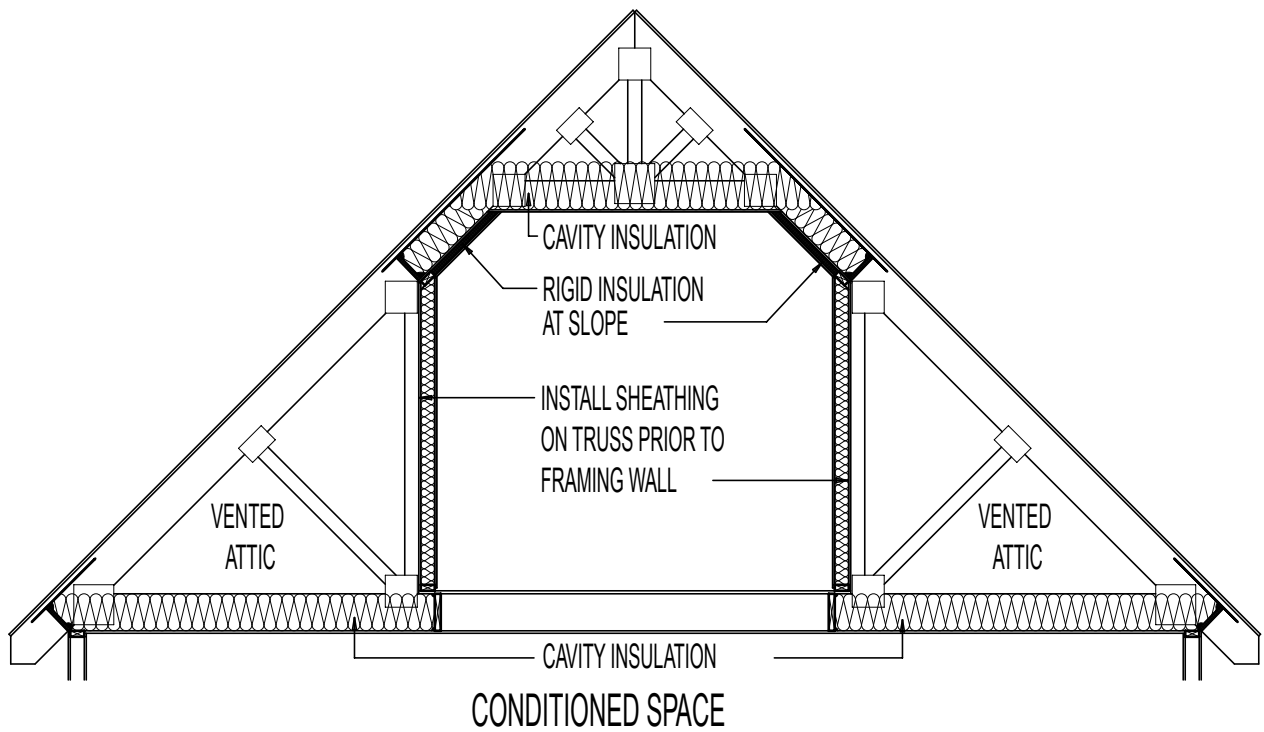 CAVITY INSULATION
RIGID INSULATION
AT SLOPE
INSTALL SHEATHING
ON TRUSS PRIOR TO
FRAMING WALL
VENTED
ATTIC
VENTED
ATTIC
CAVITY INSULATION
CONDITIONED SPACE